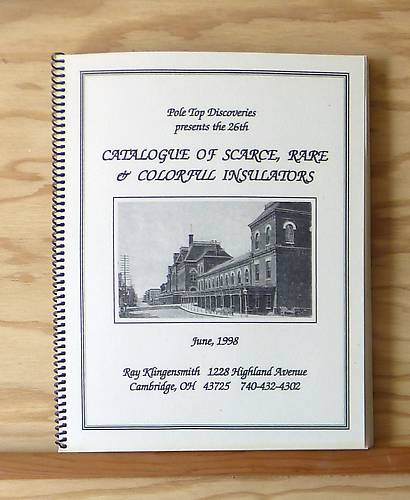 Pole Top Discoveries
presents the 26th
CATALOGUE OF SCARCE, RARE
& COLORFUL INSULATORS
June, 1998
Ray Klingensmith 1228 Highland Avenue
Cambridge, OH 43725 740-432-4302